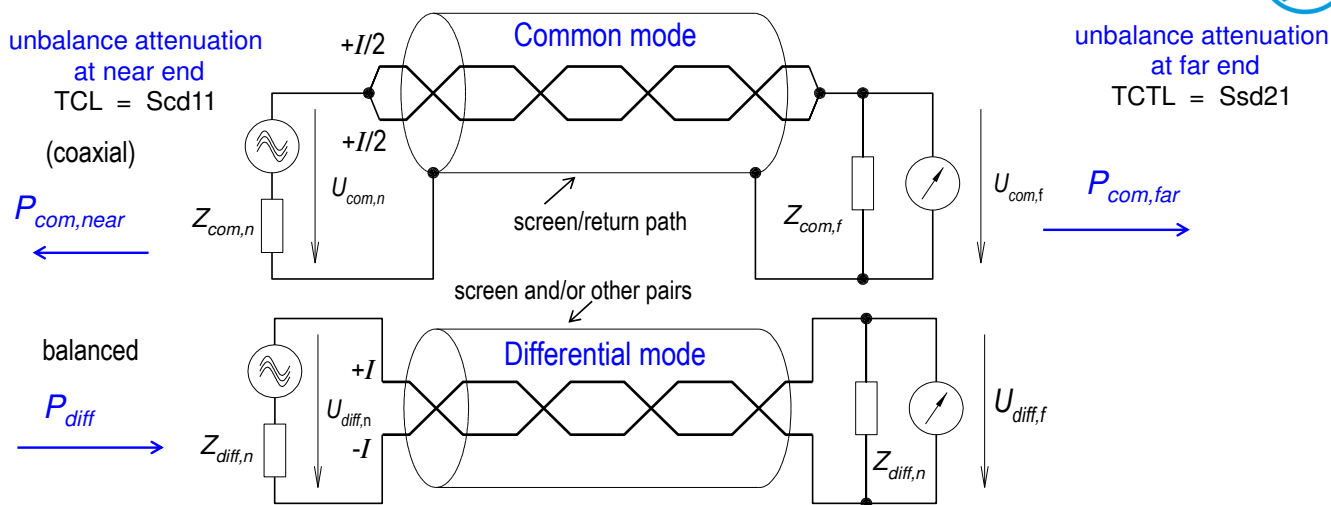 unbalance attenuation
at near end
TCL = Scd11
(coaxial)
P_com,near
+I/2
+I/2
Common mode
U_com,n
Z_com,n
screen/return path
Z_com,f
U_com,f
P_com,far
unbalance attenuation
at far end
TCTL = Ssd21
screen and/or other pairs
balanced
P_diff
+I
-I
Differential mode
U_diff,n
Z_diff,n
Z_diff,n
U_diff,f